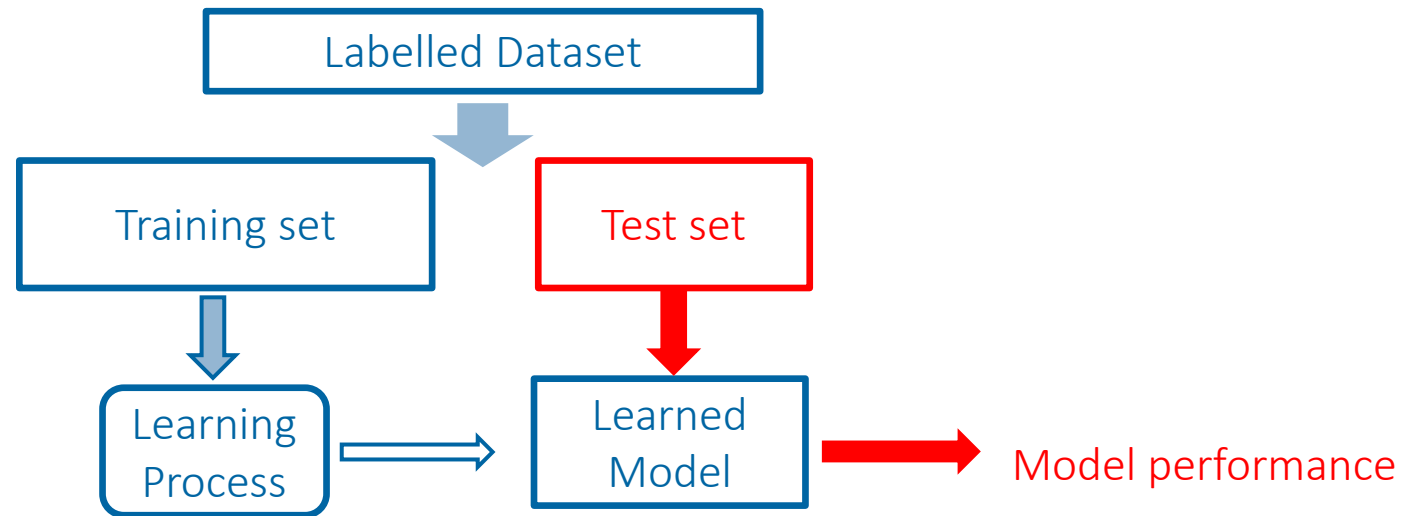 Labelled Dataset
Training set
Test set
Learning
Process
Learned
Model
Model performance